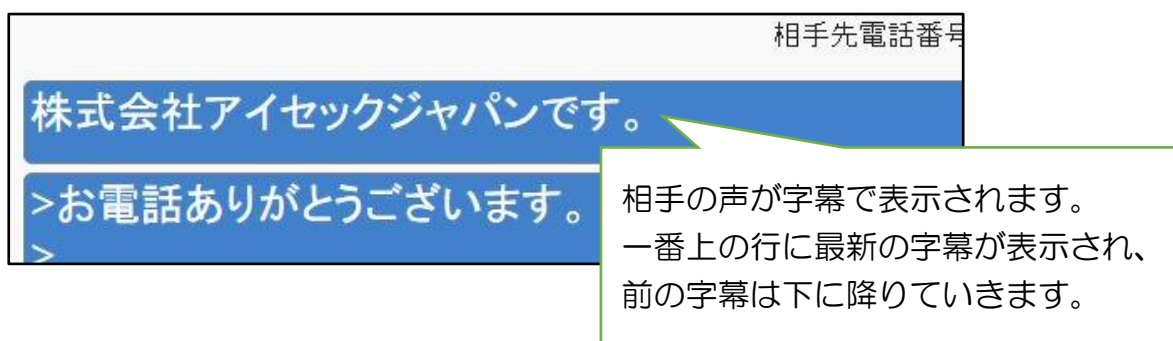 相手先電話番号
株式会社アイセックジャパンです。
>お電話ありがとうございます。
>
相手の声が字幕で表示されます。
一番上の行に最新の字幕が表示され、
前の字幕は下に降りていきます。